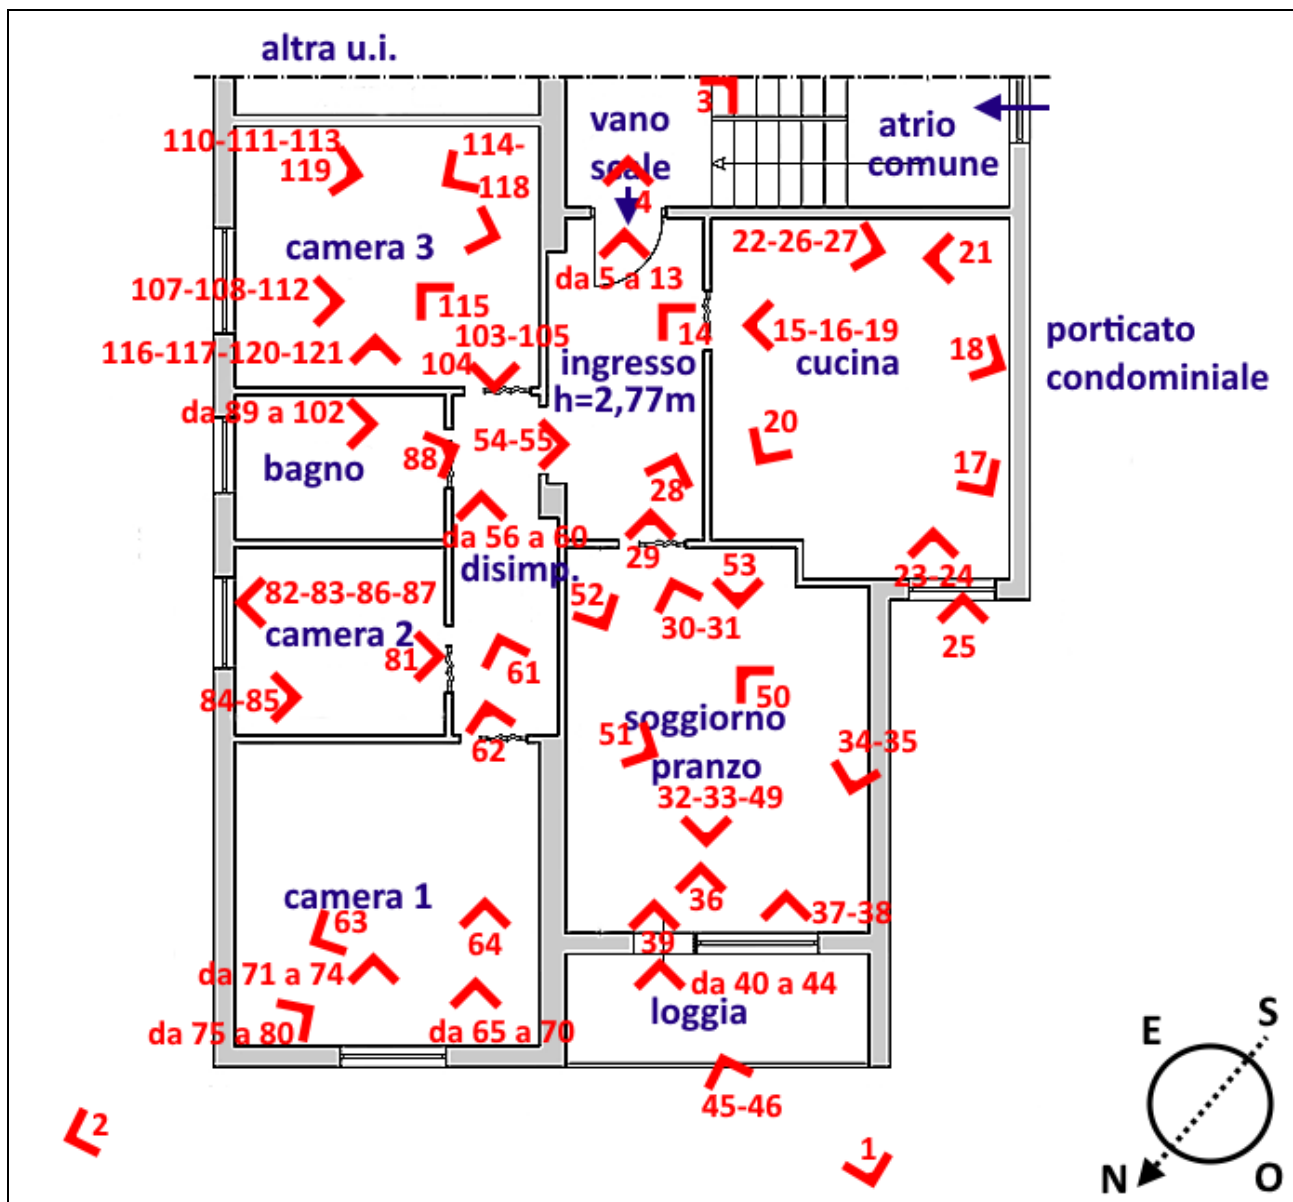 altra u.i.
3
vano
scale
atrio
comune
110-111-113
119
114-
118
4
camera 3
22-26-27
21
da 5 a 13
107-108-112
115
14
15-16-19
porticato
condominiale
116-117-120-121
103-105
104
ingresso
h=2,77m
cucina
18
da 89 a 102
54-55
20
bagno
88
28
17
da 56 a 60
29
disimp.
53
23-24
82-83-86-87
52
30-31
camera 2
25
81
61
84-85
50
soggiorno
pranzo
51
34-35
62
32-33-49
camera 1
63
64
36
37-38
39
da 71 a 74
da 40 a 44
loggia
da 75 a 80
da 65 a 70
45-46
2
1
E
S
N
O